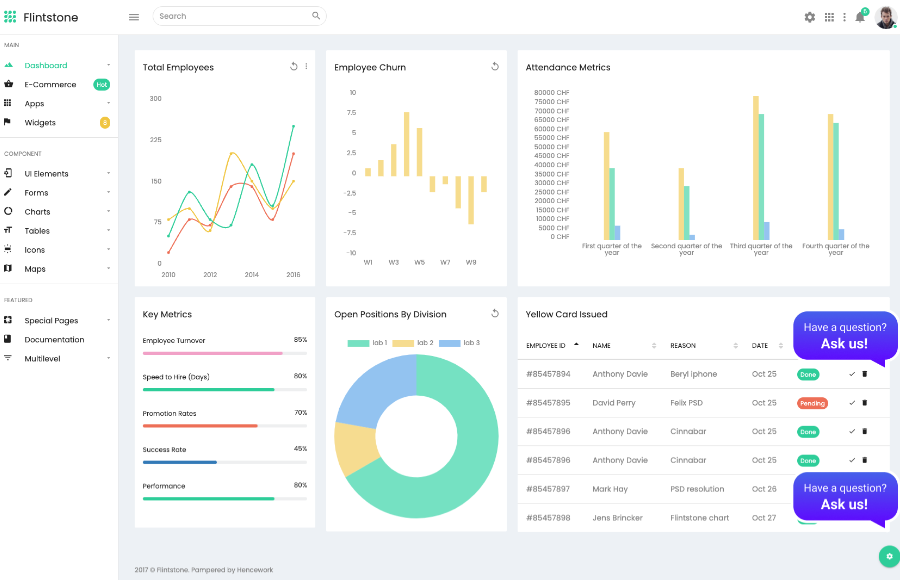 Flintstone
Search
6
MAIN
Dashboard
E-Commerce
Hot
Apps
Widgets
8
COMPONENT
UI Elements
Forms
Charts
Tables
Icons
Maps
FEATURED
Special Pages
Documentation
Multilevel
Total Employees
300
225
150
75
0
2010 2012 2014 2016
Employee Churn
10
7.5
5
2.5
0
−2.5
−5
−7.5
−10
W1 W3 W5 W7 W9
Attendance Metrics
80000 CHF
75000 CHF
70000 CHF
65000 CHF
60000 CHF
55000 CHF
50000 CHF
45000 CHF
40000 CHF
35000 CHF
30000 CHF
25000 CHF
20000 CHF
15000 CHF
10000 CHF
5000 CHF
0 CHF
First quarter of the
year
Second quarter of the
year
Third quarter of the
year
Fourth quarter of the
year
Key Metrics
Employee Turnover 85%
Speed to Hire (Days) 80%
Promotion Rates 70%
Success Rate 45%
Performance 80%
Open Positions By Division
lab 1 lab 2 lab 3
Yellow Card Issued
EMPLOYEE ID NAME REASON DATE
#85457894 Anthony Davie Beryl iphone Oct 25 Done
#85457895 David Perry Felix PSD Oct 25 Pending
#85457896 Anthony Davie Cinnabar Oct 25 Done
#85457896 Anthony Davie Cinnabar Oct 25 Done
#85457897 Mark Hay PSD resolution Oct 26
#85457898 Jens Brincker Flintstone chart Oct 27
Have a question?
Ask us!
Have a question?
Ask us!
2017 © Flintstone. Pampered by Hencework